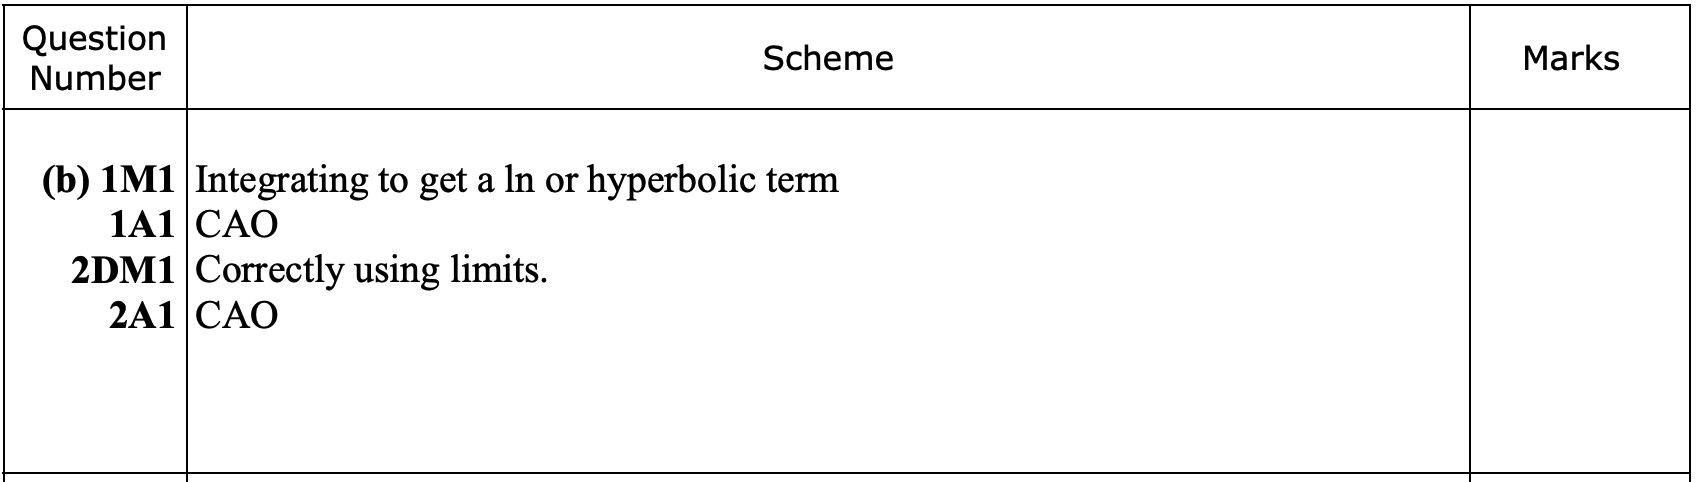 Question
Number
Scheme
Marks
(b) 1M1 Integrating to get a ln or hyperbolic term
1A1 CAO
2DM1 Correctly using limits.
2A1 CAO